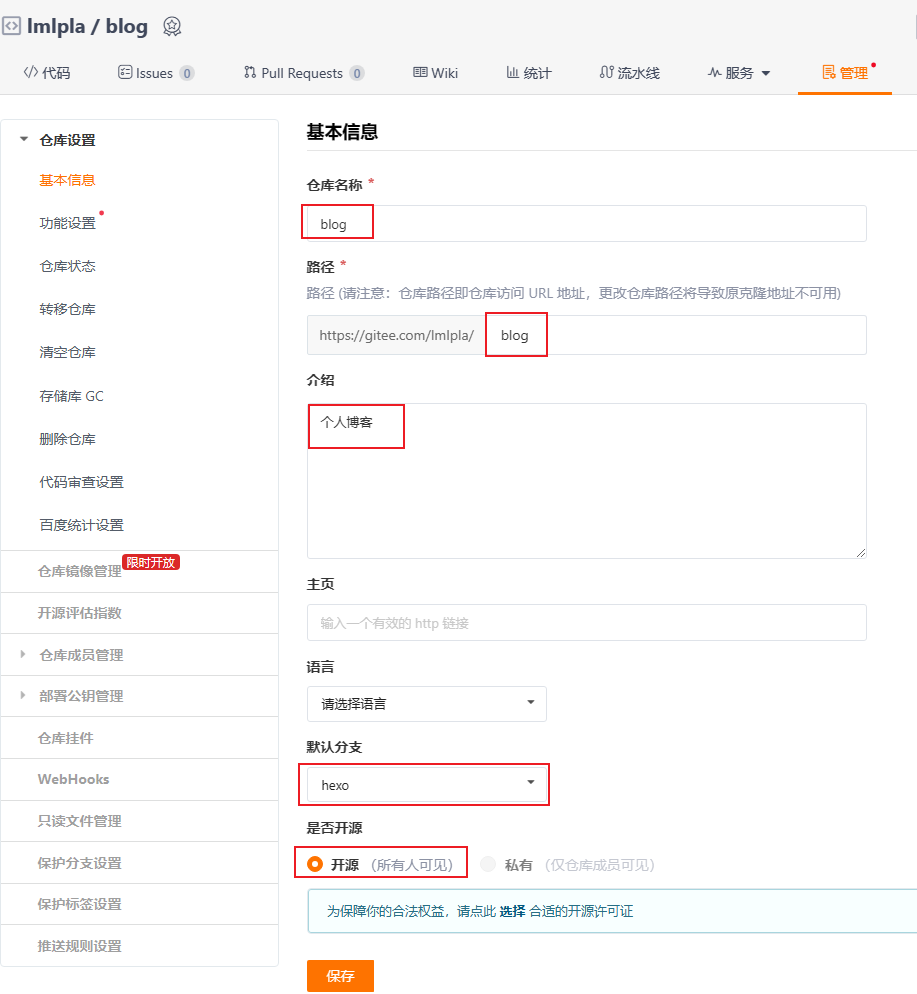 lmlpla / blog
代码 Issues 0 Pull Requests 0 Wiki 统计 流水线 服务 管理
仓库设置
基本信息
功能设置
仓库状态
转移仓库
清空仓库
存储库 GC
删除仓库
代码审查设置
百度统计设置
仓库镜像管理 限时开放
开源评估指数
仓库成员管理
部署公钥管理
仓库挂件
WebHooks
只读文件管理
保护分支设置
保护标签设置
推送规则设置
基本信息
仓库名称 *
blog
路径 *
路径 (请注意：仓库路径即仓库访问 URL 地址，更改仓库路径将导致原克隆地址不可用)
https://gitee.com/lmlpla/ blog
介绍
个人博客
主页
输入一个有效的 http 链接
语言
请选择语言
默认分支
hexo
是否开源
开源 （所有人可见） 私有 （仅仓库成员可见）
为保障你的合法权益，请点此 选择 合适的开源许可证
保存